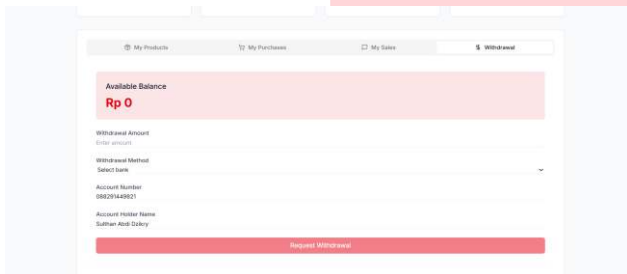 My Products
My Purchases
My Sales
Withdrawal
Available Balance
Rp 0
Withdrawal Amount
Enter amount
Withdrawal Method
Select bank
Account Number
088291449821
Account Holder Name
Sulthan Abdi Dzikry
Request Withdrawal